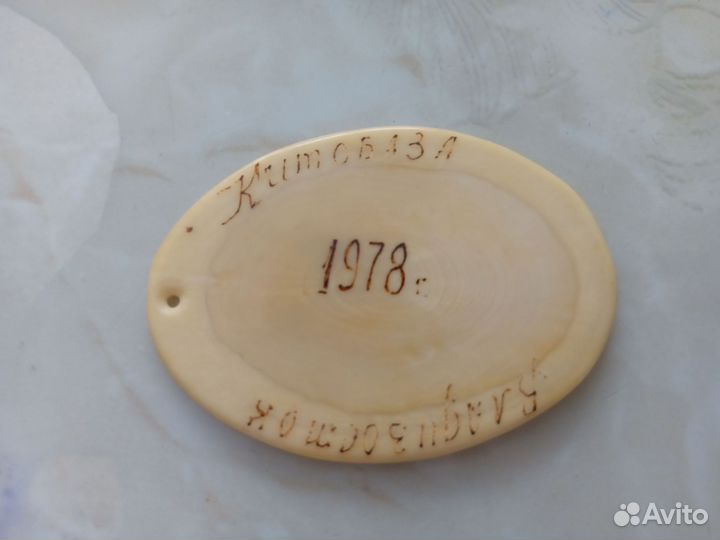 Китобаза
1978 г.
Владивосток
Avito